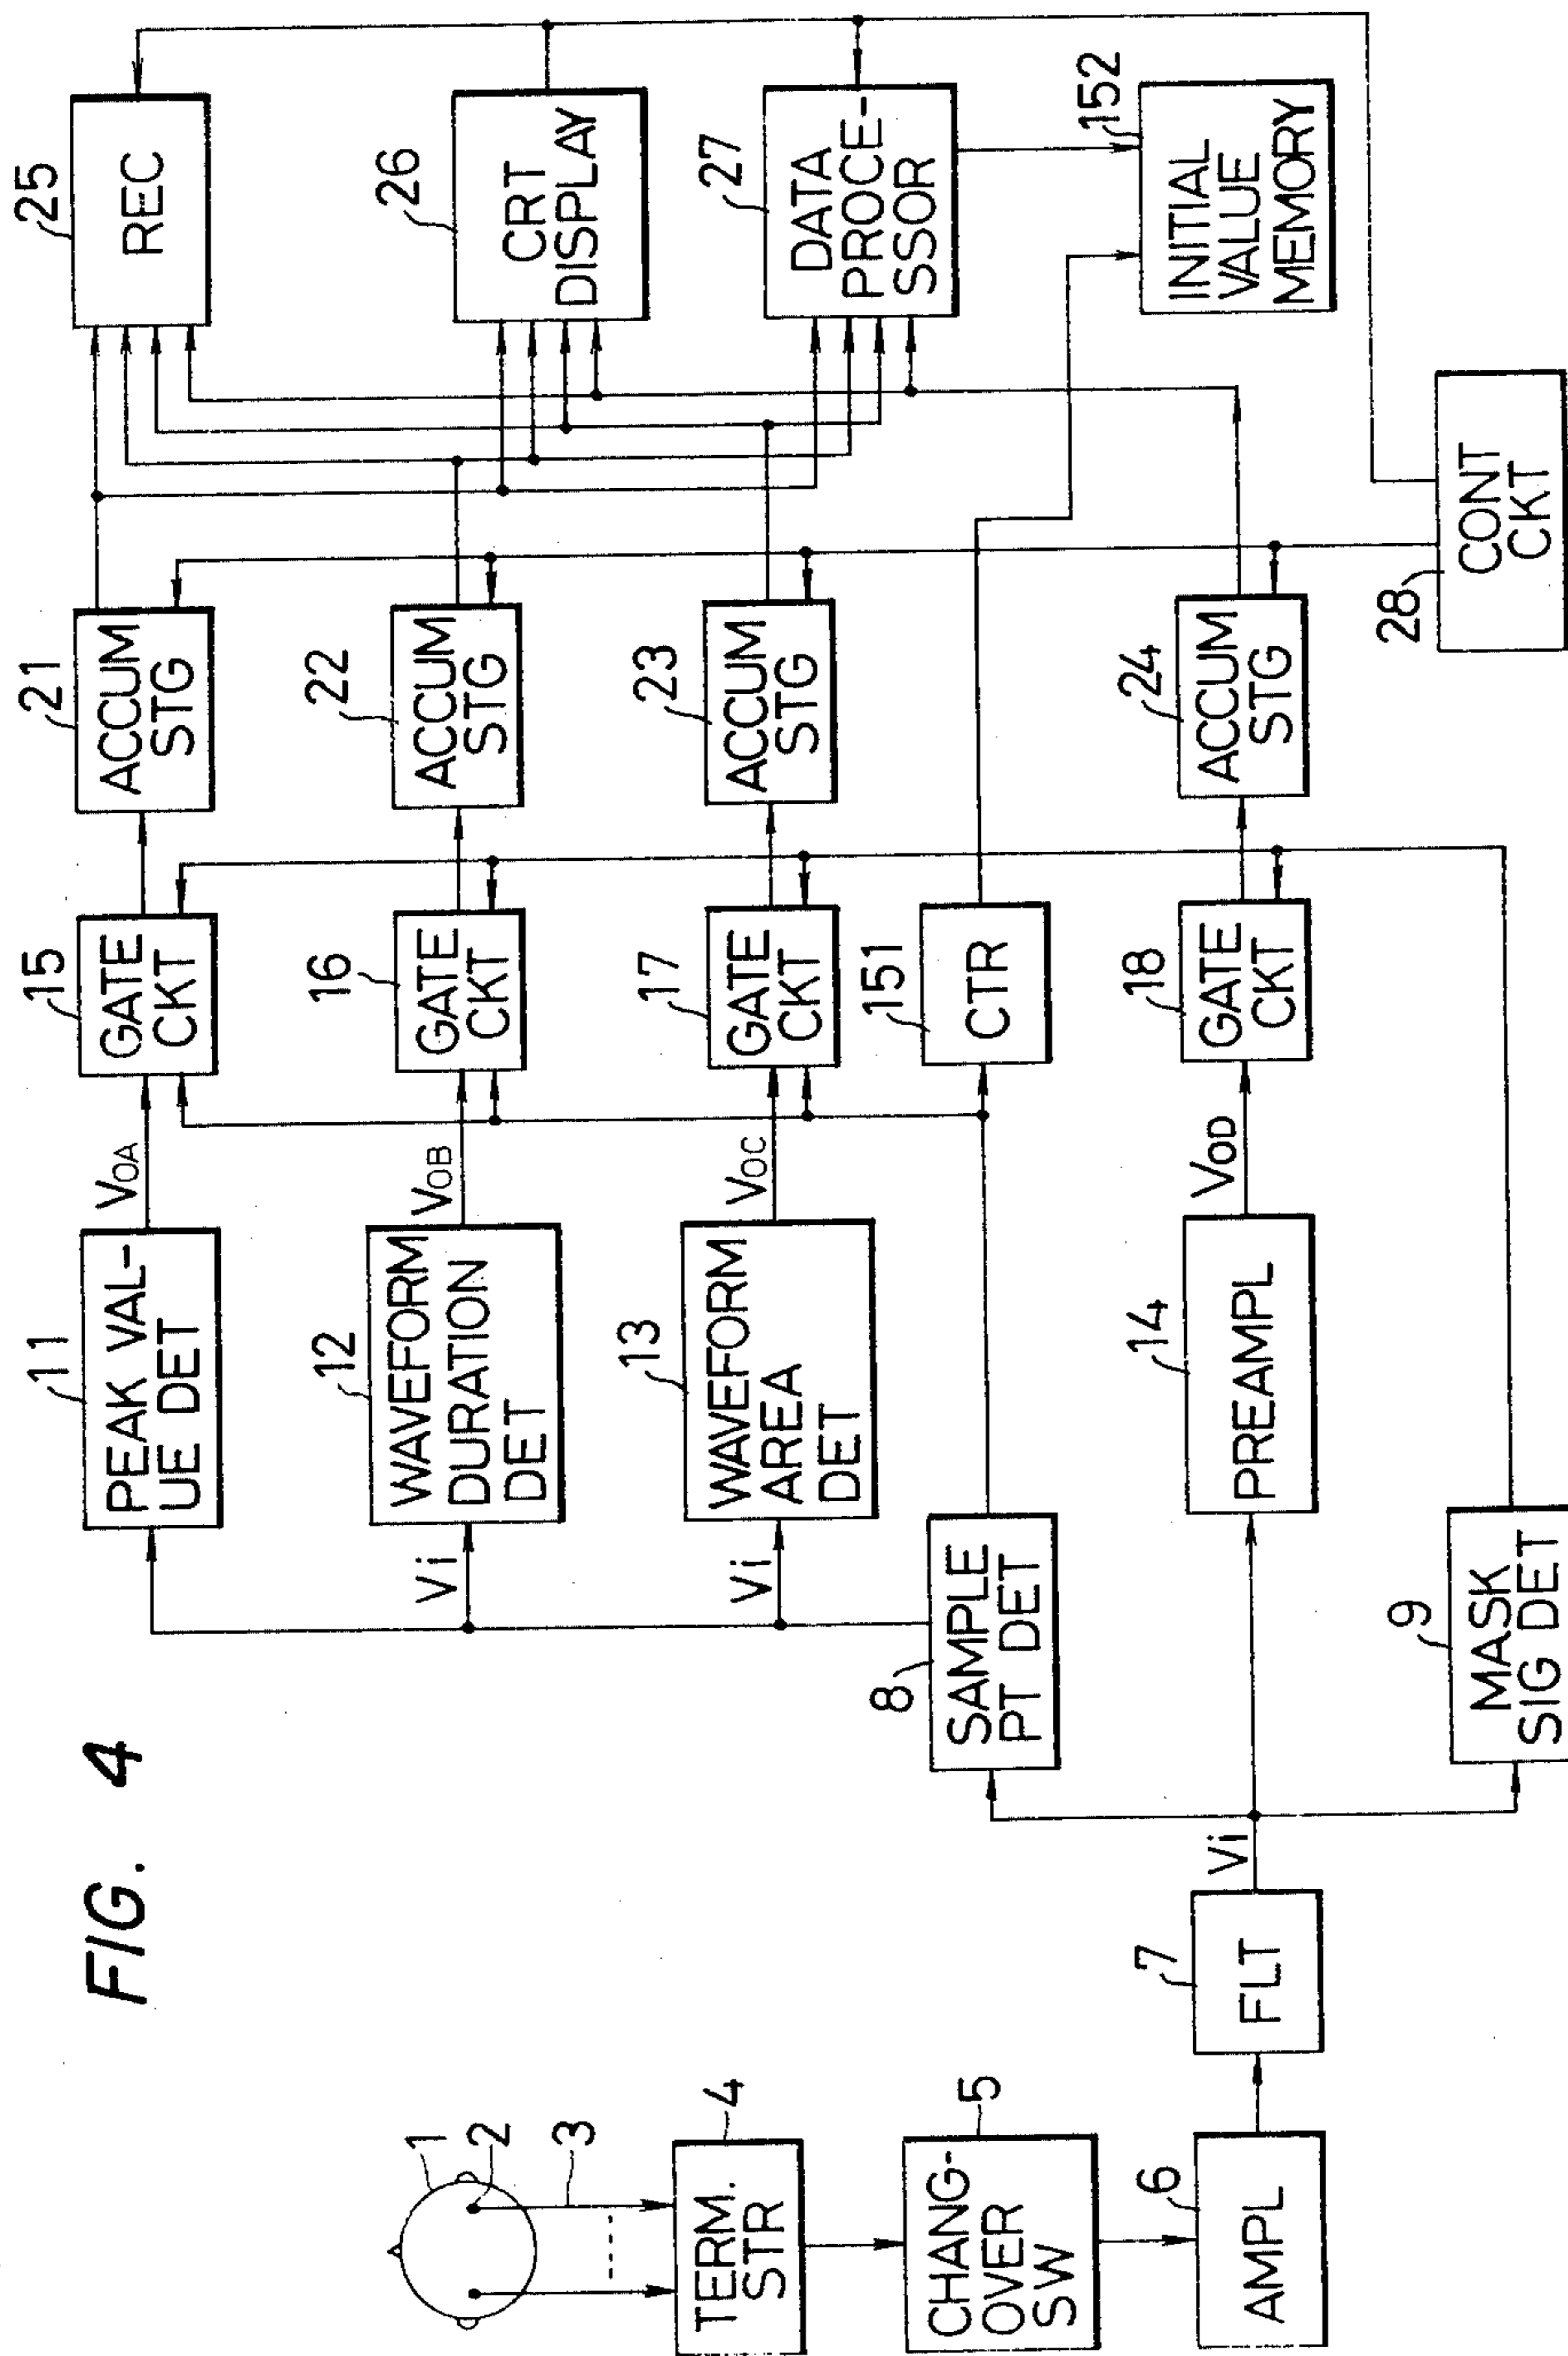 FIG. 4
1
2
3
4
TERM.
STR
5
CHANG-
OVER
SW
6
AMPL
7
FLT
Vi
8
SAMPLE
PT DET
9
MASK
SIG DET
Vi
Vi
11
PEAK VAL-
UE DET
12
WAVEFORM
DURATION
DET
13
WAVEFORM
AREA
DET
14
PREAMPL
VOA
VOB
VOC
VOD
15
GATE
CKT
16
GATE
CKT
17
GATE
CKT
151
CTR
18
GATE
CKT
21
ACCUM
STG
22
ACCUM
STG
23
ACCUM
STG
24
ACCUM
STG
25
REC
26
CRT
DISPLAY
27
DATA
PROCE-
SSOR
152
INITIAL
VALUE
MEMORY
28
CONT
CKT